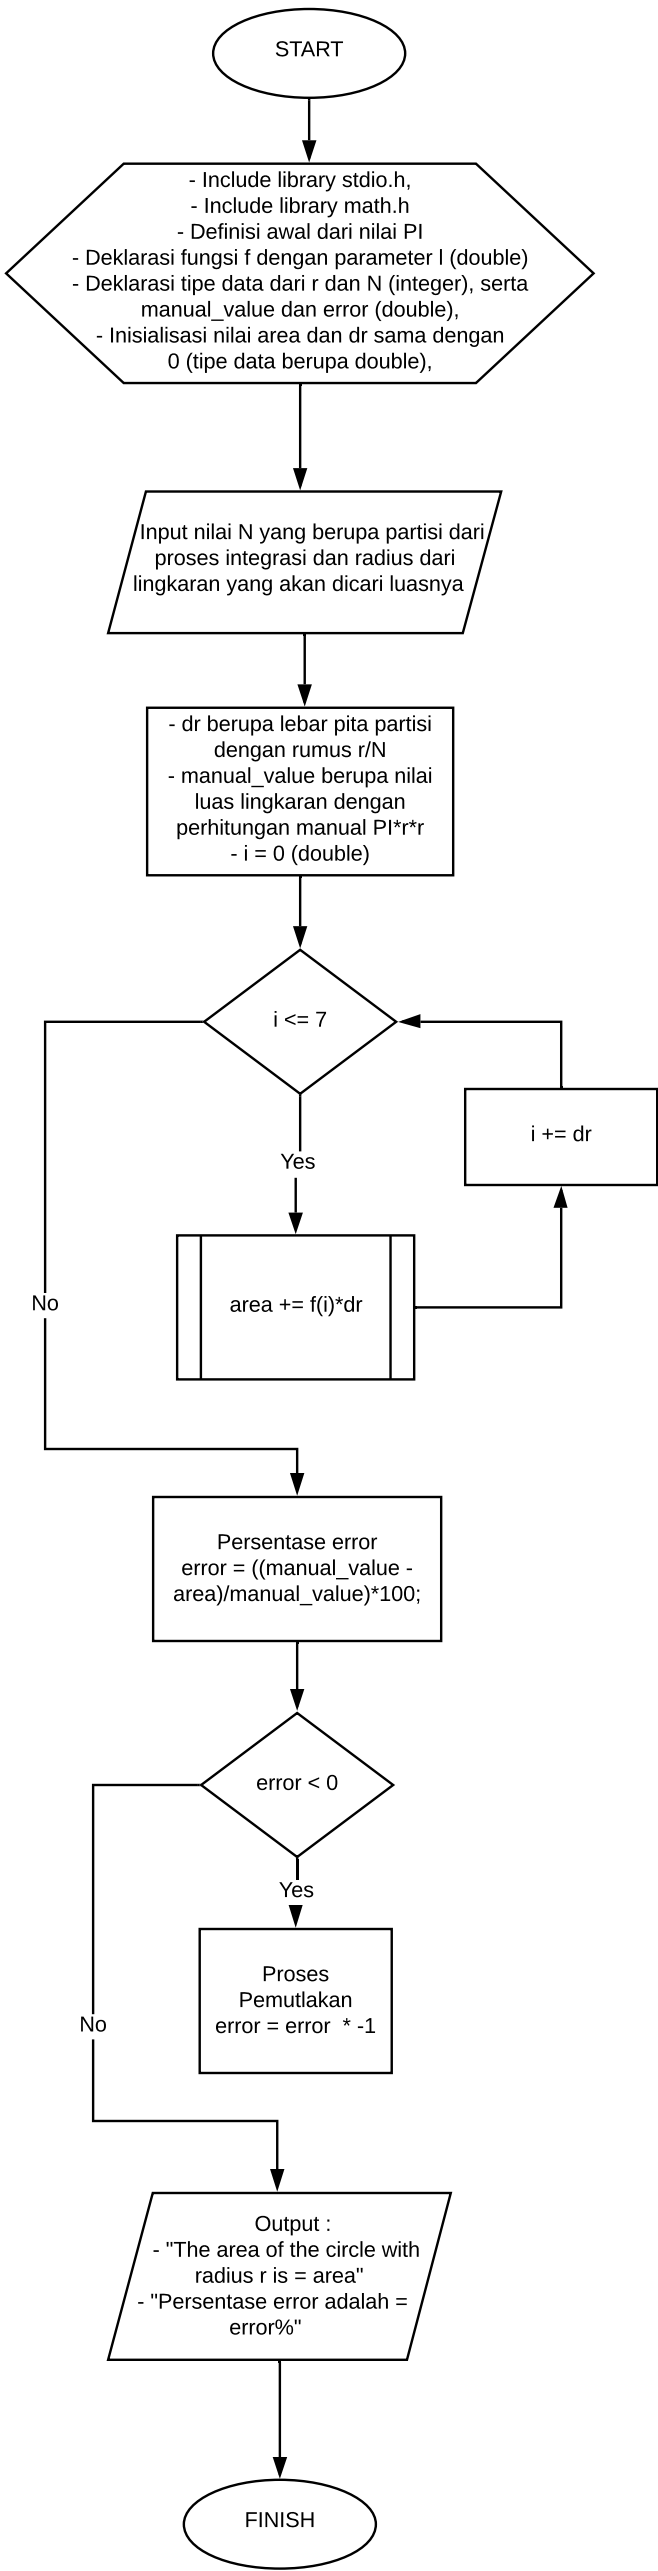 START
- Include library stdio.h,
- Include library math.h
- Definisi awal dari nilai PI
- Deklarasi fungsi f dengan parameter l (double)
- Deklarasi tipe data dari r dan N (integer), serta
manual_value dan error (double),
- Inisialisasi nilai area dan dr sama dengan
0 (tipe data berupa double),
Input nilai N yang berupa partisi dari
proses integrasi dan radius dari
lingkaran yang akan dicari luasnya
- dr berupa lebar pita partisi
dengan rumus r/N
- manual_value berupa nilai
luas lingkaran dengan
perhitungan manual PI*r*r
- i = 0 (double)
i <= 7
i += dr
Yes
area += f(i)*dr
No
Persentase error
error = ((manual_value -
area)/manual_value)*100;
error < 0
Yes
Proses
Pemutlakan
error = error  * -1
No
Output :
- "The area of the circle with
radius r is = area"
- "Persentase error adalah =
error%"
FINISH